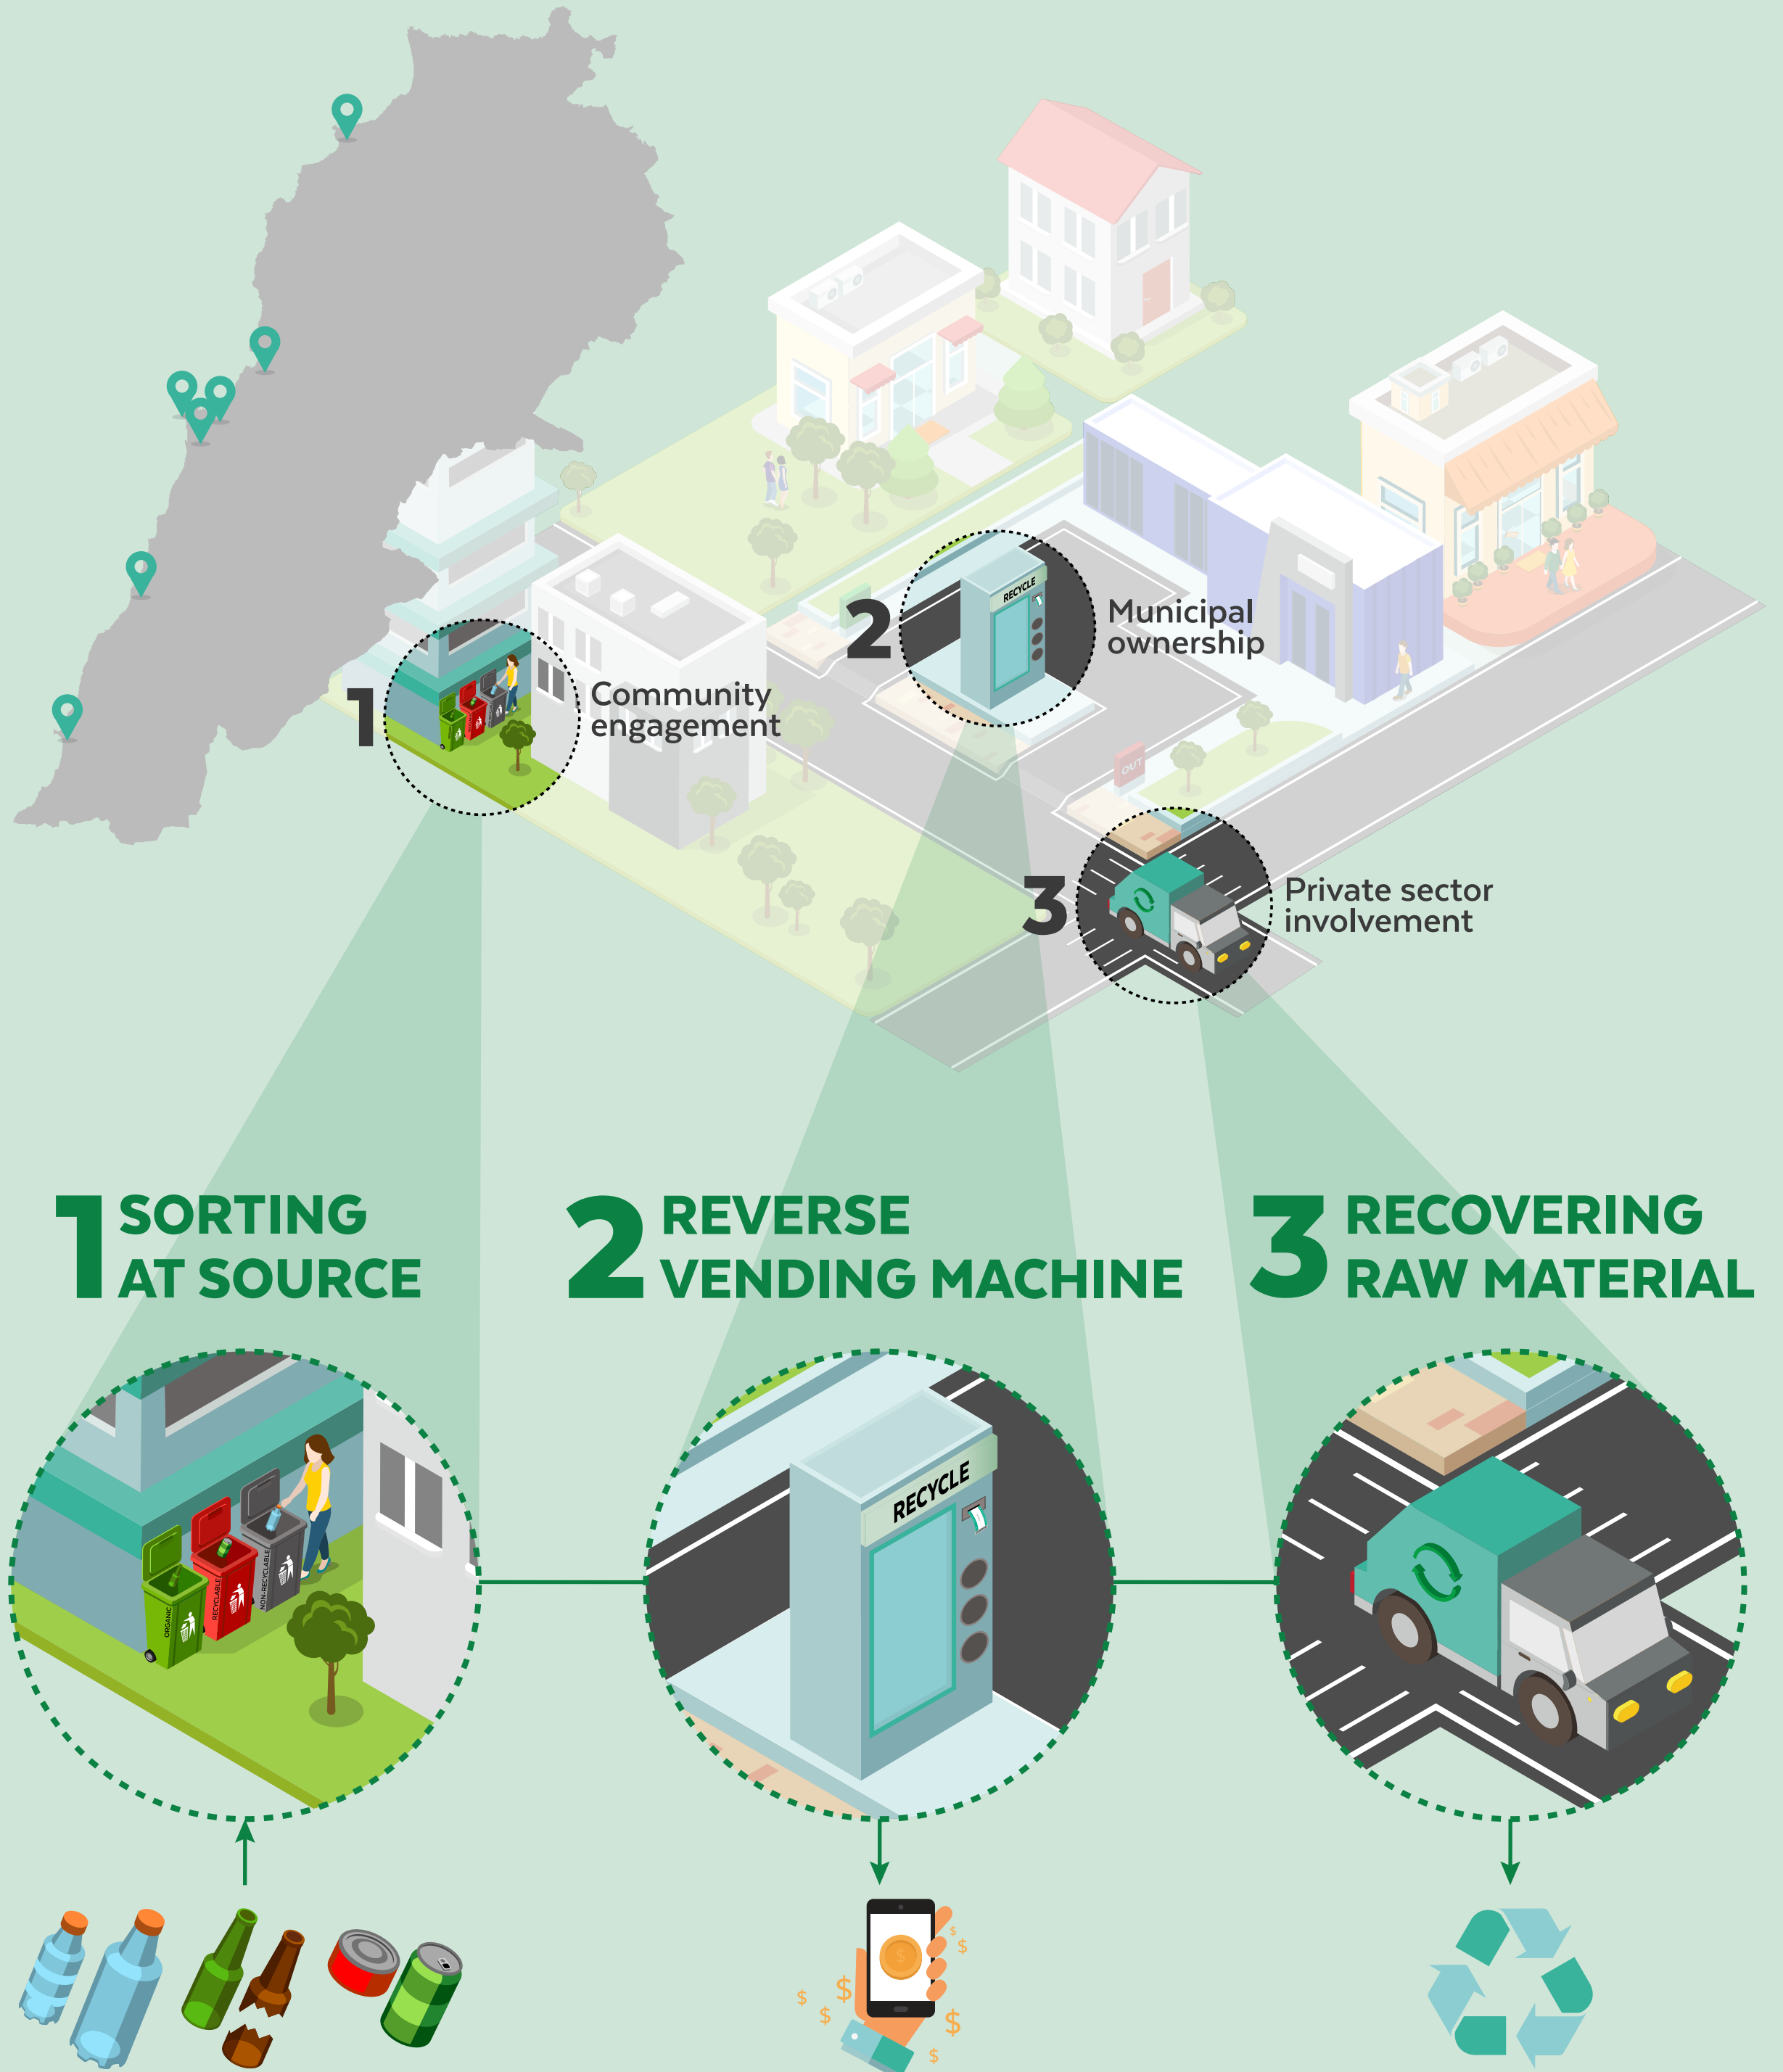 RECYCLE
2
Municipal
ownership
1
Community
engagement
OUT
3
Private sector
involvement
1 SORTING
AT SOURCE
2 REVERSE
VENDING MACHINE
3 RECOVERING
RAW MATERIAL
RECYCLE
ORGANIC
RECYCLABLE
NON-RECYCLABLE
$
$
$
$
$
$
$
$